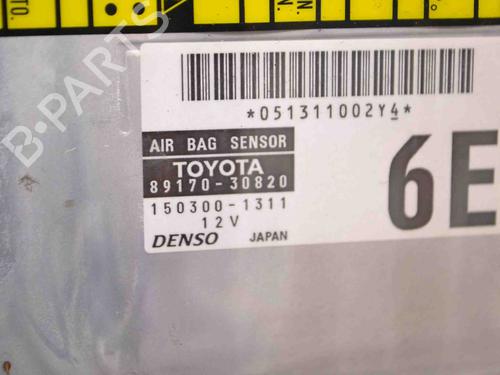 *051311002Y4*
AIR BAG SENSOR
TOYOTA
89170-30820
150300-1311
12V
DENSO JAPAN
6E
B-PARTS